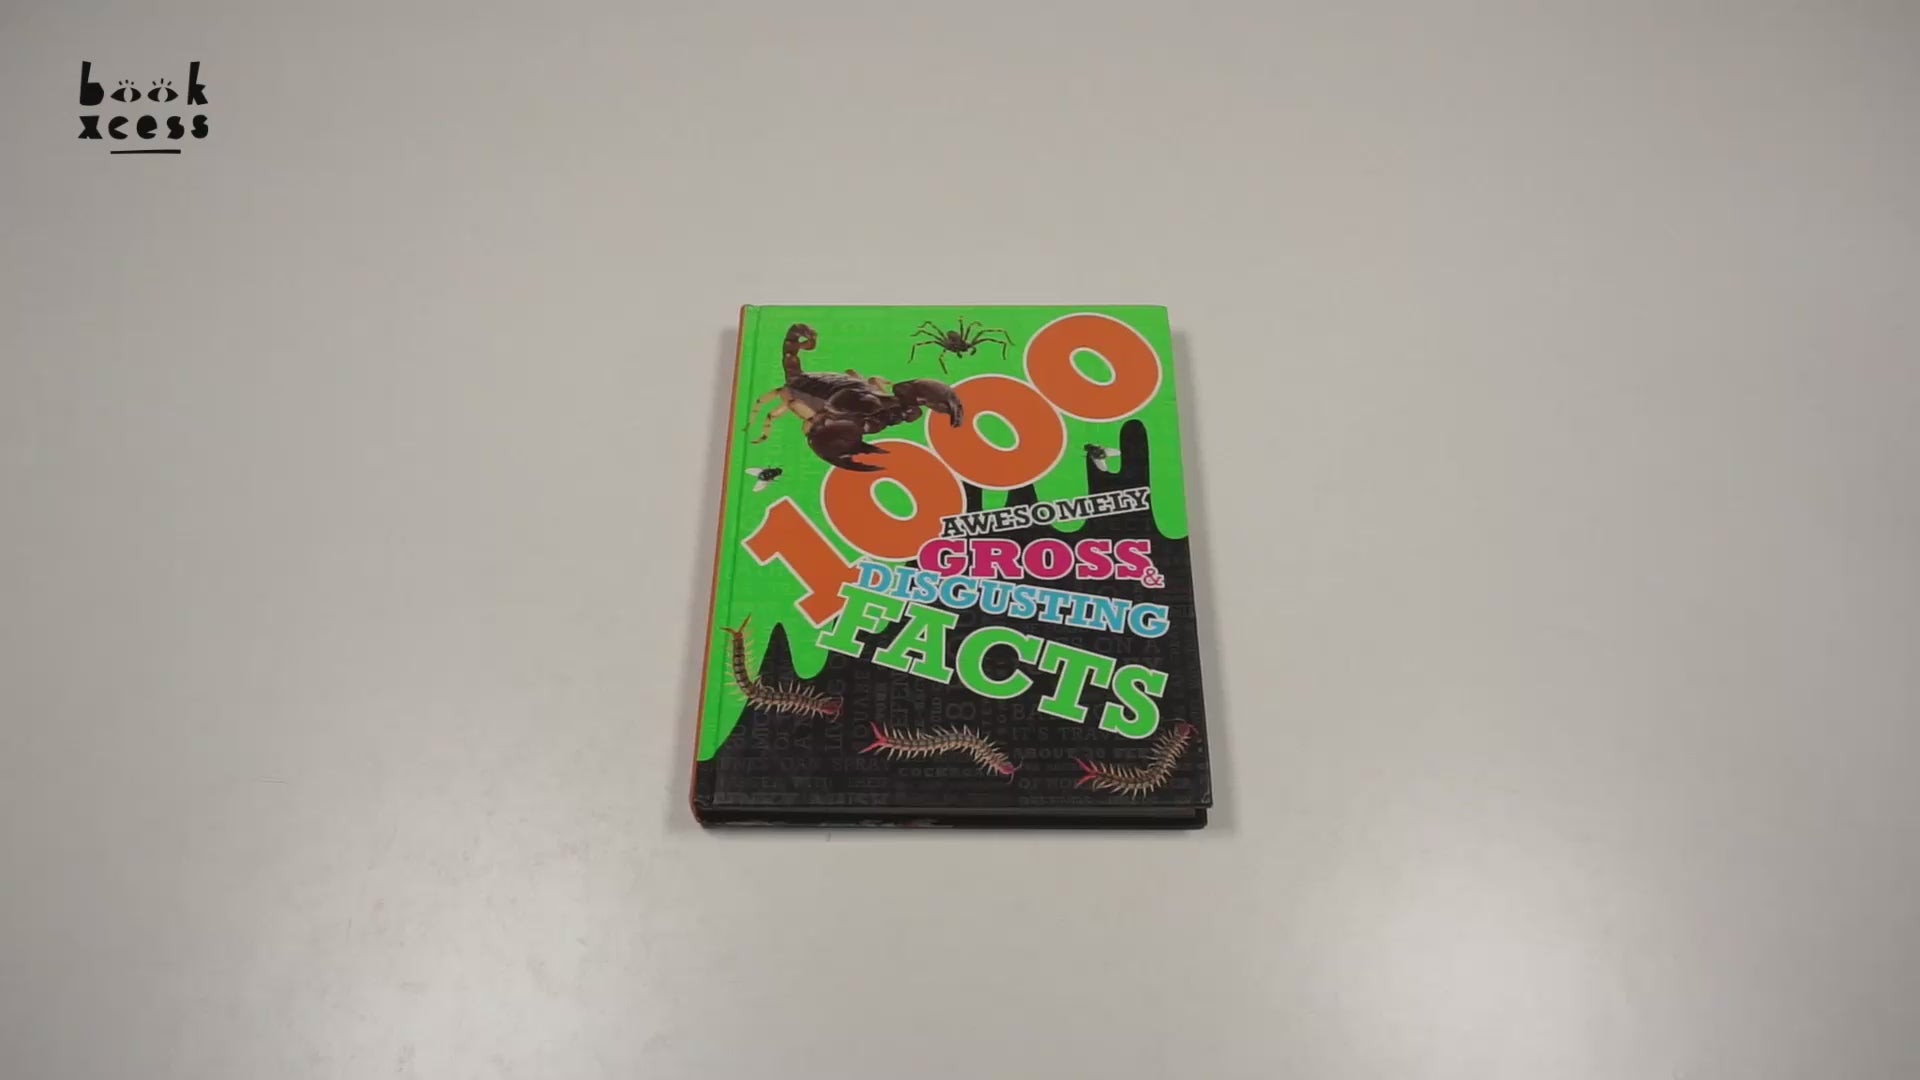 book
xcess
1000
AWESOMELY
GROSS &
DISGUSTING
FACTS